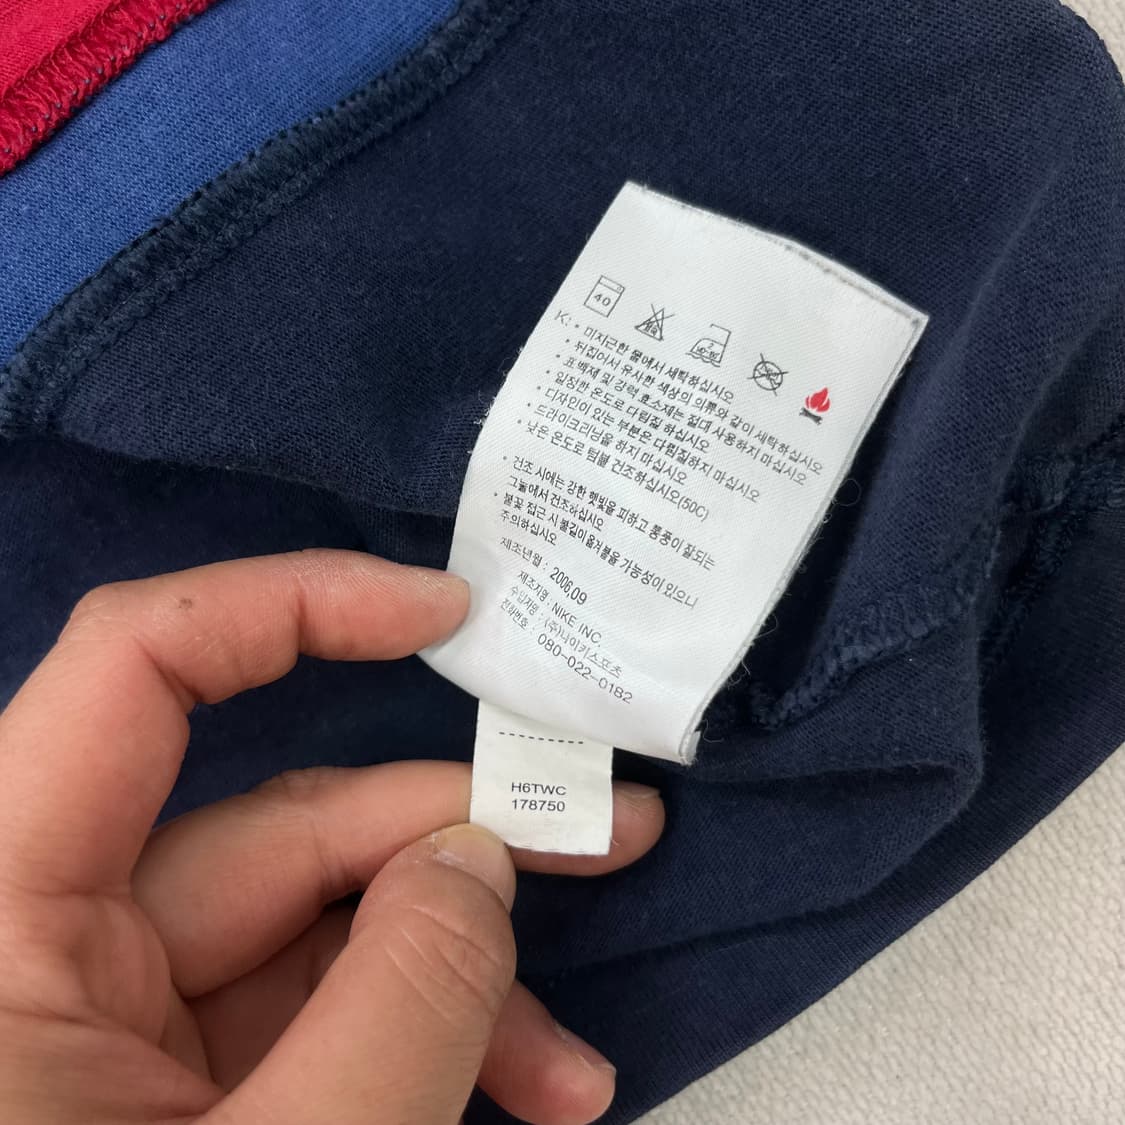 40
K: • 미지근한 물에서 세탁하십시오
• 뒤집어서 유사한 색상의 의류와 같이 세탁하십시오
• 표백제 및 강력 효소제는 절대 사용하지 마십시오
• 일정한 온도로 다림질 하십시오
• 디자인이 있는 부분은 다림질하지 마십시오
• 드라이크리닝을 하지 마십시오
• 낮은 온도로 텀블 건조하십시오(50C)
• 건조 시에는 강한 햇빛을 피하고 통풍이 잘되는
그늘에서 건조하십시오
• 불꽃 접근 시 불길이 옮겨붙을 가능성이 있으니
주의하십시오
제조년월 : 2006.09
제조자명 : NIKE INC.
수입자명 : (주)나이키스포츠
전화번호 : 080-022-0182
H6TWC
178750